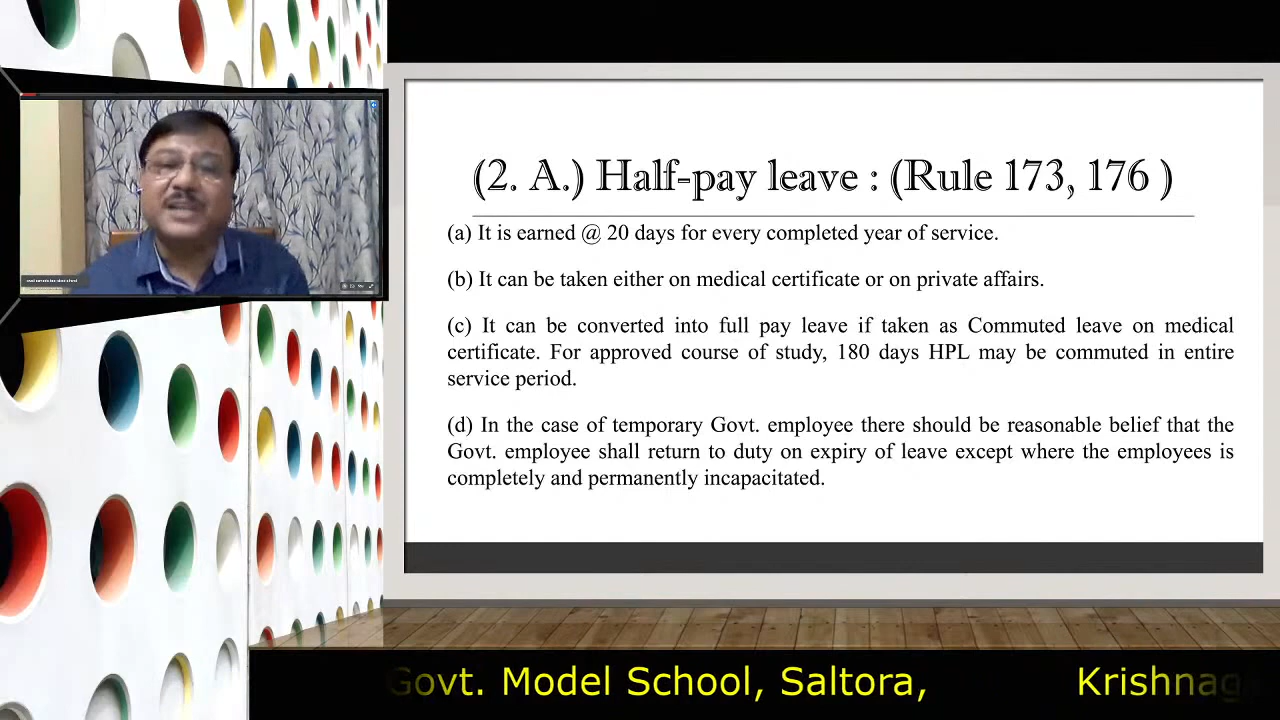 (2. A.) Half-pay leave : (Rule 173, 176 )
(a) It is earned @ 20 days for every completed year of service.
(b) It can be taken either on medical certificate or on private affairs.
(c) It can be converted into full pay leave if taken as Commuted leave on medical
certificate. For approved course of study, 180 days HPL may be commuted in entire
service period.
(d) In the case of temporary Govt. employee there should be reasonable belief that the
Govt. employee shall return to duty on expiry of leave except where the employees is
completely and permanently incapacitated.
Govt. Model School, Saltora, Krishnag